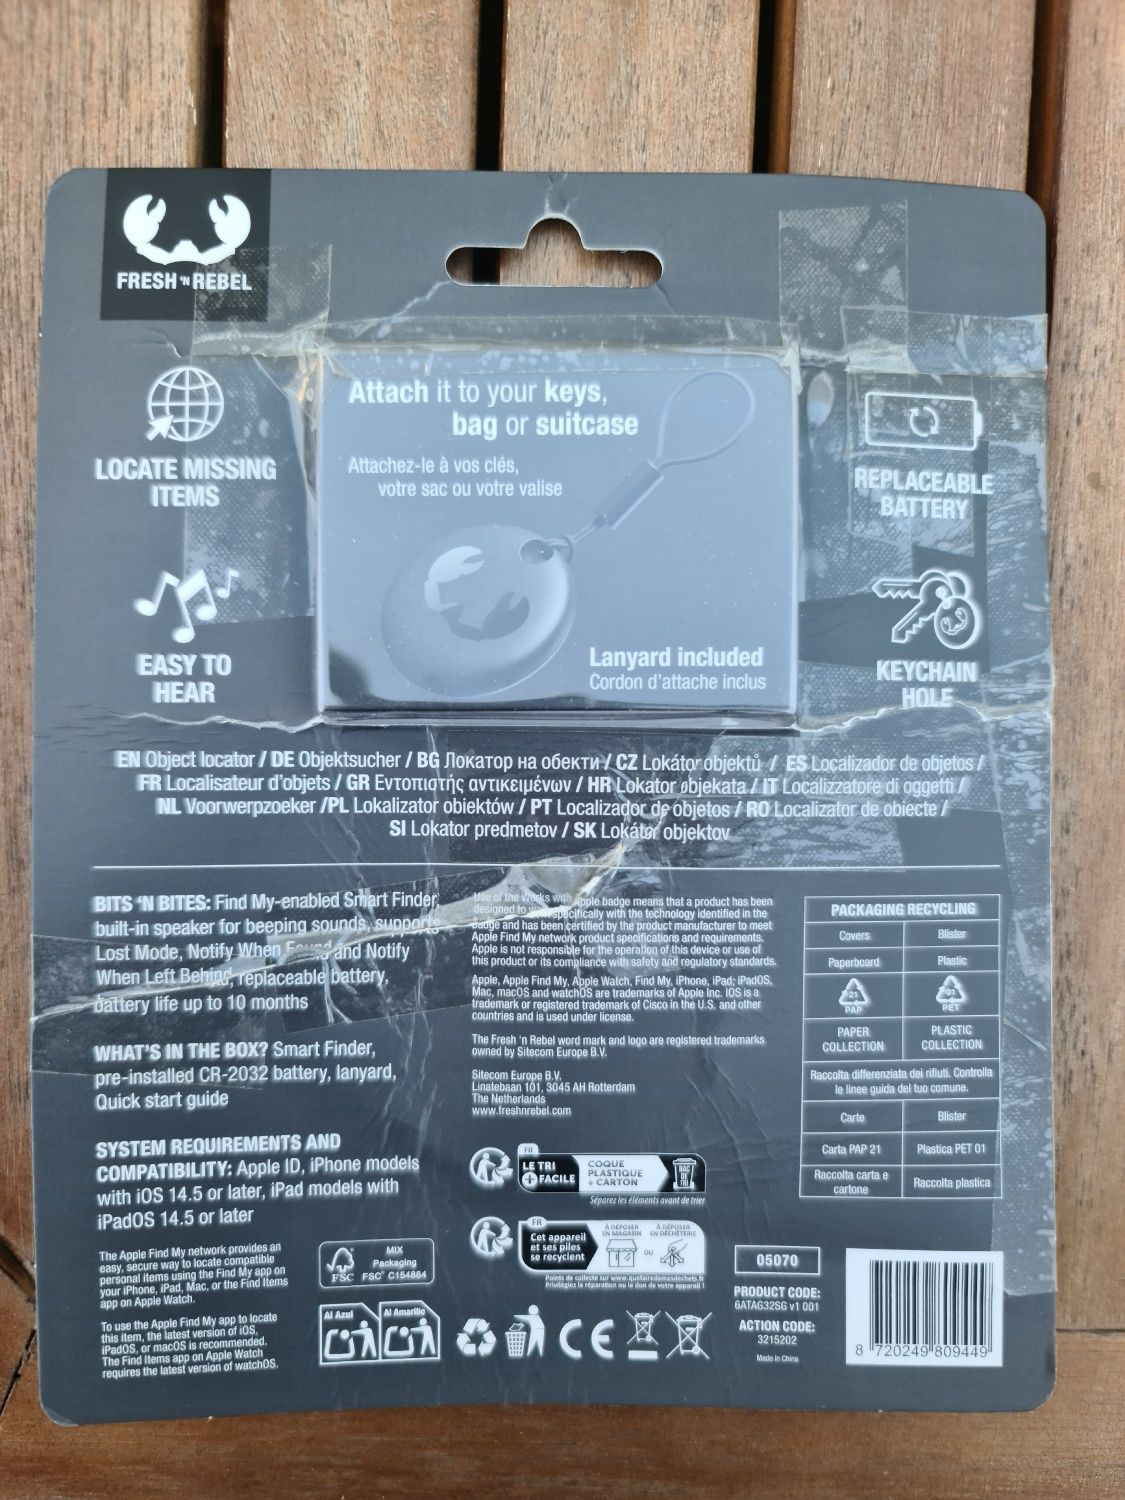 FRESH 'N REBEL
LOCATE MISSING
ITEMS
EASY TO
HEAR
Attach it to your keys,
bag or suitcase
Attachez-le à vos clés,
votre sac ou votre valise
Lanyard included
Cordon d'attache inclus
REPLACEABLE
BATTERY
KEYCHAIN
HOLE
EN Object locator / DE Objektsucher / BG Локатор на обекти / CZ Lokátor objektů / ES Localizador de objetos /
FR Localisateur d'objets / GR Εντοπιστής αντικειμένων / HR Lokator objekata / IT Localizzatore di oggetti /
NL Voorwerpzoeker /PL Lokalizator obiektów / PT Localizador de objetos / RO Localizator de obiecte /
SI Lokator predmetov / SK Lokátor objektov
BITS 'N BITES: Find My-enabled Smart Finder,
built-in speaker for beeping sounds, supports
Lost Mode, Notify When Found and Notify
When Left Behind, replaceable battery,
battery life up to 10 months
WHAT'S IN THE BOX? Smart Finder,
pre-installed CR-2032 battery, lanyard,
Quick start guide
SYSTEM REQUIREMENTS AND
COMPATIBILITY: Apple ID, iPhone models
with iOS 14.5 or later, iPad models with
iPadOS 14.5 or later
The Apple Find My network provides an
easy, secure way to locate compatible
personal items using the Find My app on
your iPhone, iPad, Mac, or the Find Items
app on Apple Watch.
To use the Apple Find My app to locate
this item, the latest version of iOS,
iPadOS, or macOS is recommended.
The Find Items app on Apple Watch
requires the latest version of watchOS.
Use of the Works with Apple badge means that a product has been
designed to work specifically with the technology identified in the
badge and has been certified by the product manufacturer to meet
Apple Find My network product specifications and requirements.
Apple is not responsible for the operation of this device or use of
this product or its compliance with safety and regulatory standards.
Apple, Apple Find My, Apple Watch, Find My, iPhone, iPad; iPadOS,
Mac, macOS and watchOS are trademarks of Apple Inc. IOS is a
trademark or registered trademark of Cisco in the U.S. and other
countries and is used under license.
The Fresh 'n Rebel word mark and logo are registered trademarks
owned by Sitecom Europe B.V.
Sitecom Europe B.V.
Linatebaan 101, 3045 AH Rotterdam
The Netherlands
www.freshnrebel.com
FR
LE TRI
+ FACILE
COQUE
PLASTIQUE
+ CARTON
BAC
DE
TRI
Séparez les éléments avant de trier
FR
Cet appareil
et ses piles
se recyclent
À DÉPOSER
EN MAGASIN
OU
À DÉPOSER
EN DÉCHÈTERIE
Points de collecte sur www.quefairedemesdechets.fr
Privilégiez la réparation ou le don de votre appareil !
FSC
MIX
Packaging
FSC® C154884
Al Azul
Al Amarillo
CE
PACKAGING RECYCLING
Covers Blister
Paperboard Plastic
21 01
PAP PET
PAPER
COLLECTION
PLASTIC
COLLECTION
Raccolta differenziata dei rifiuti. Controlla
le linee guida del tuo comune.
Carte Blister
Carta PAP 21 Plastica PET 01
Raccolta carta e
cartone
Raccolta plastica
05070
PRODUCT CODE:
6ATAG32SG v1 001
ACTION CODE:
3215202
Made in China
8 720249 809449